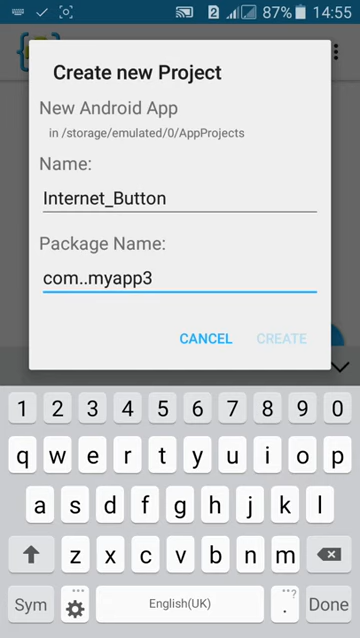 87% 14:55
Create new Project
New Android App
in /storage/emulated/0/AppProjects
Name:
Internet_Button
Package Name:
com..myapp3
CANCEL CREATE
1 2 3 4 5 6 7 8 9 0
q w e r t y u i o p
a s d f g h j k l
z x c v b n m
Sym English(UK) . Done